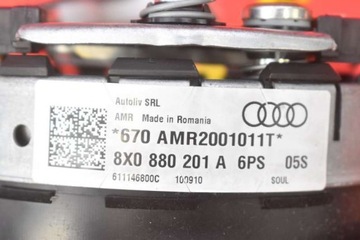 Autoliv SRL
AMR Made in Romania
*670 AMR2001011T*
8X0 880 201 A 6PS 05S
611146800C 100910 SOUL